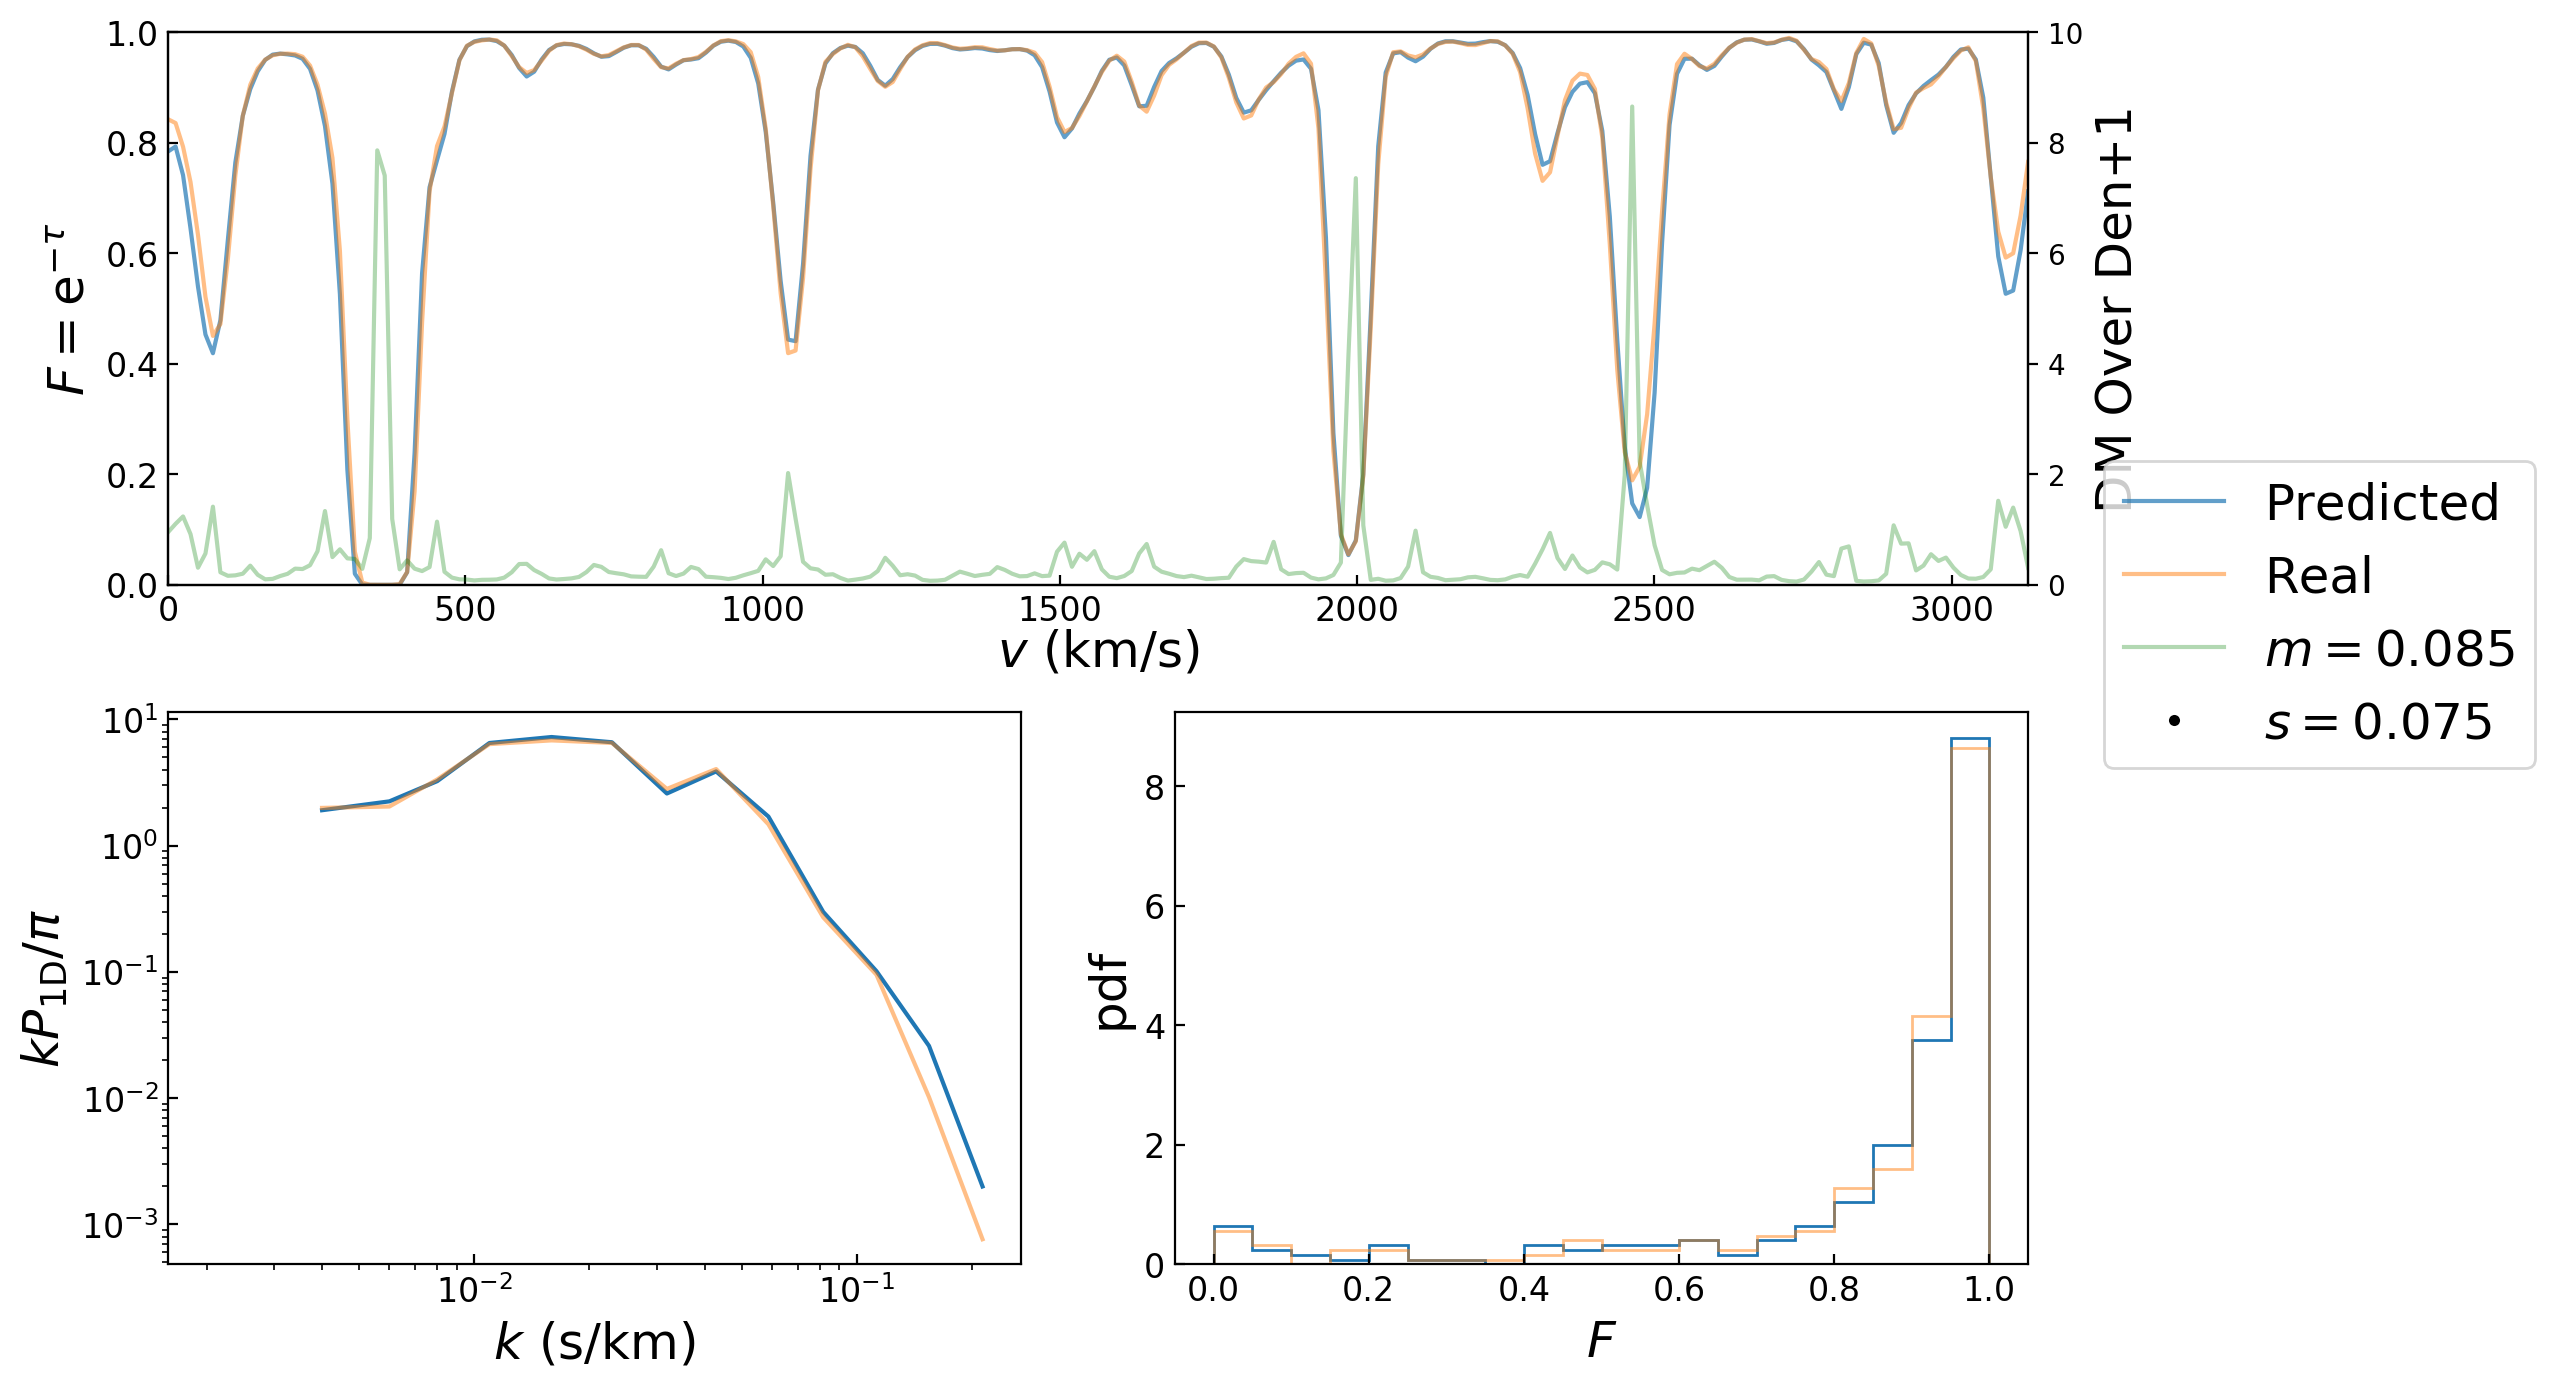 1.0
0.8
0.6
0.4
0.2
0.0
F = e^{-τ}
10
8
6
4
2
0
DM Over Den+1
0 500 1000 1500 2000 2500 3000
v (km/s)
Predicted
Real
m = 0.085
s = 0.075
10^1
10^0
10^{-1}
10^{-2}
10^{-3}
kP_{1D}/π
10^{-2} 10^{-1}
k (s/km)
8
6
4
2
0
pdf
0.0 0.2 0.4 0.6 0.8 1.0
F